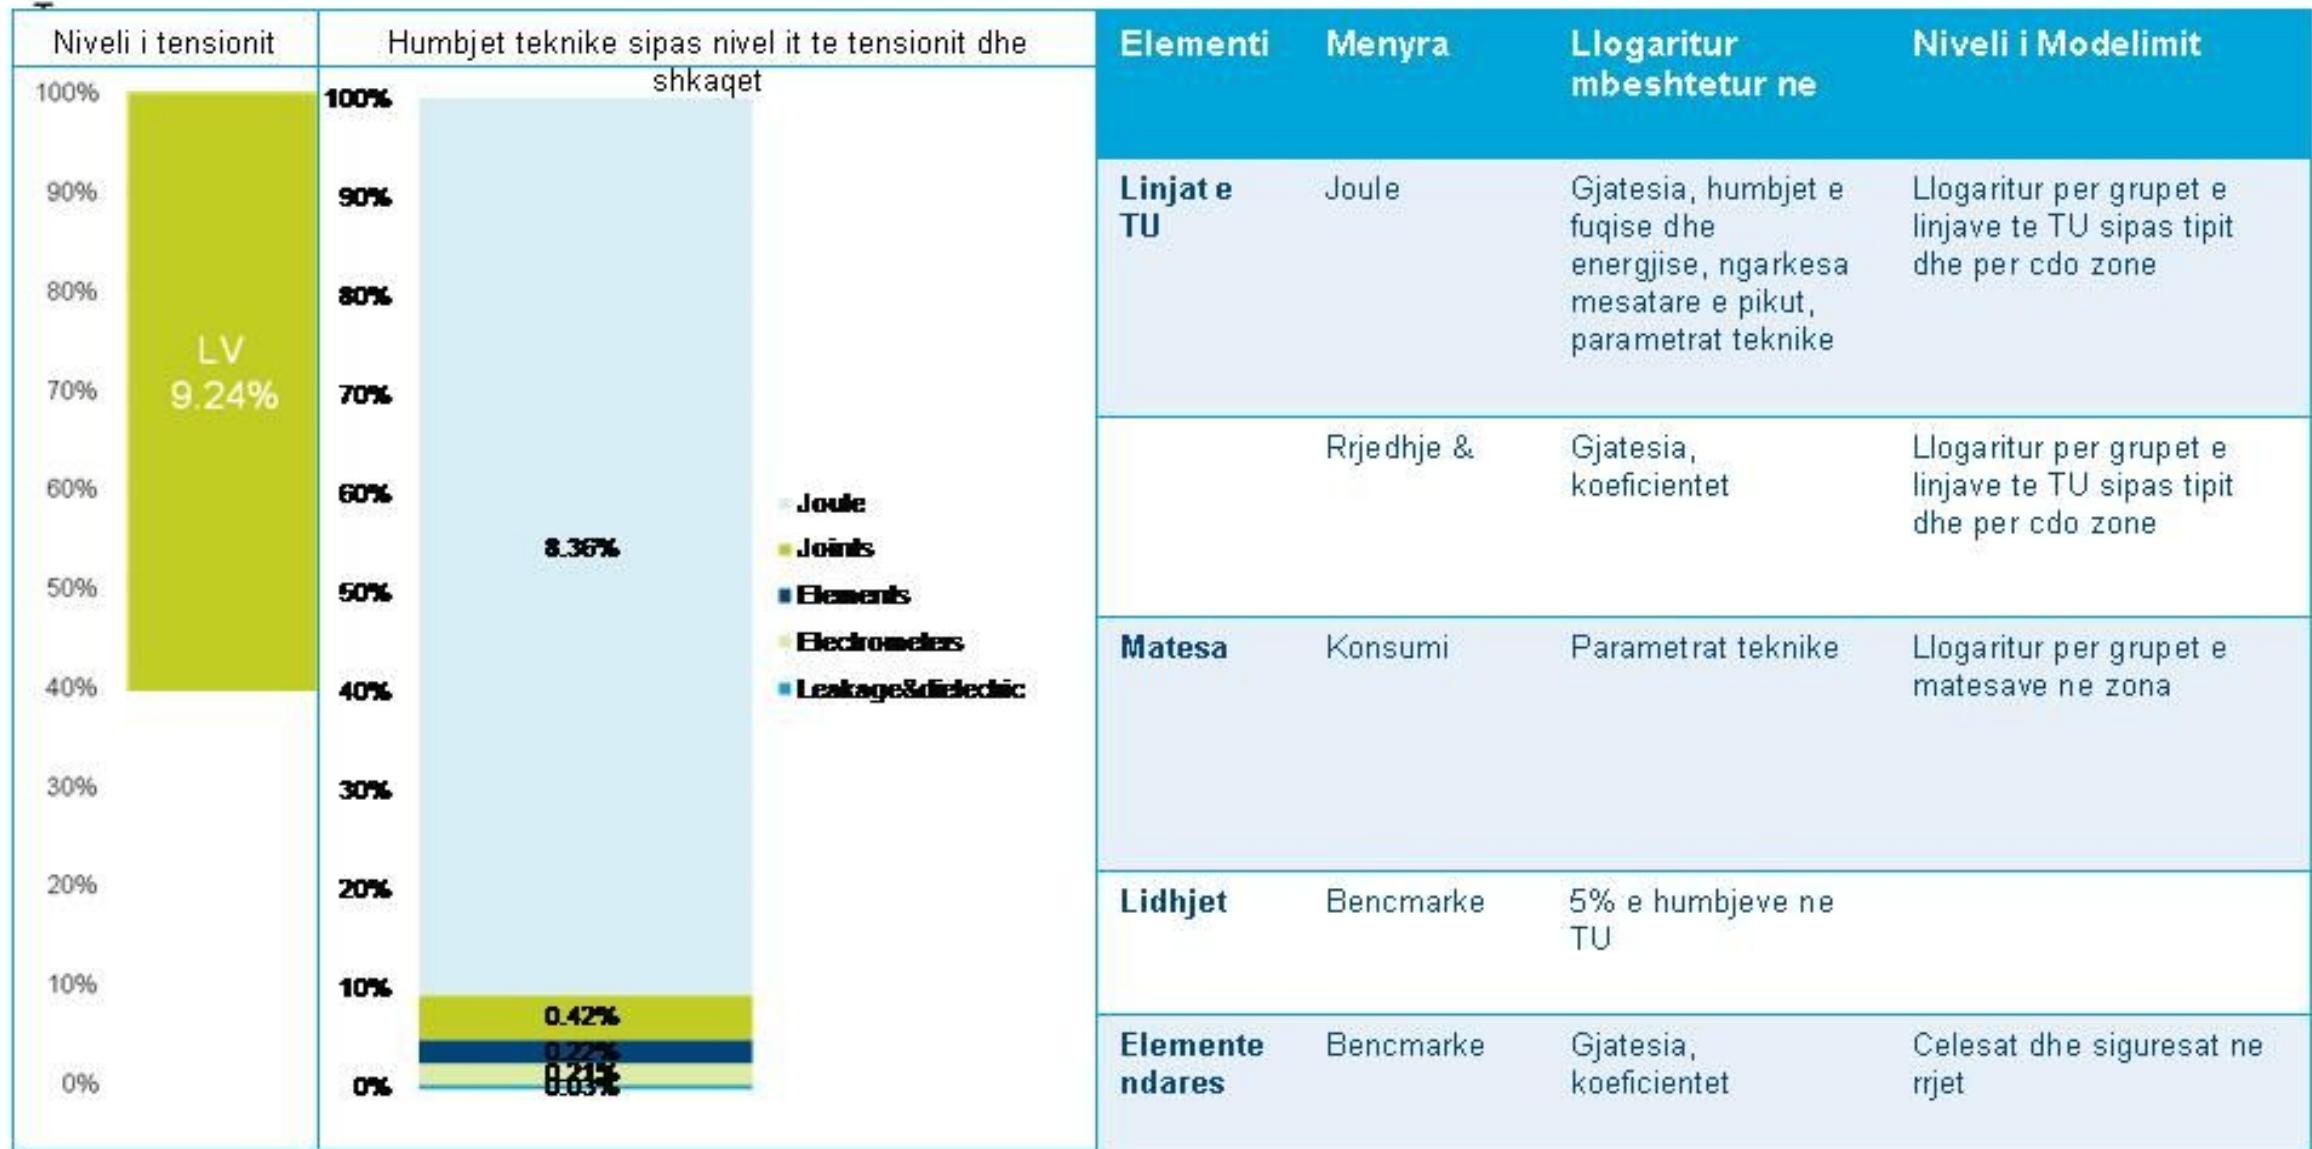 Niveli i tensionit
Humbjet teknike sipas nivel it te tensionit dhe
shkaqet
100%
90%
80%
70%
60%
50%
40%
30%
20%
10%
0%
LV
9.24%
100%
90%
80%
70%
60%
50%
40%
30%
20%
10%
0%
8.36%
0.42%
0.22%
0.21%
0.03%
Joule
Joints
Elements
Electrometers
Leakage&dielectric
Elementi
Menyra
Llogaritur
mbeshtetur ne
Niveli i Modelimit
Linjat e
TU
Joule
Gjatesia, humbjet e
fuqise dhe
energjise, ngarkesa
mesatare e pikut,
parametrat teknike
Llogaritur per grupet e
linjave te TU sipas tipit
dhe per cdo zone
Rrjedhje &
Gjatesia,
koeficientet
Llogaritur per grupet e
linjave te TU sipas tipit
dhe per cdo zone
Matesa
Konsumi
Parametrat teknike
Llogaritur per grupet e
matesave ne zona
Lidhjet
Bencmarke
5% e humbjeve ne
TU
Elemente
ndares
Bencmarke
Gjatesia,
koeficientet
Celesat dhe siguresat ne
rrjet